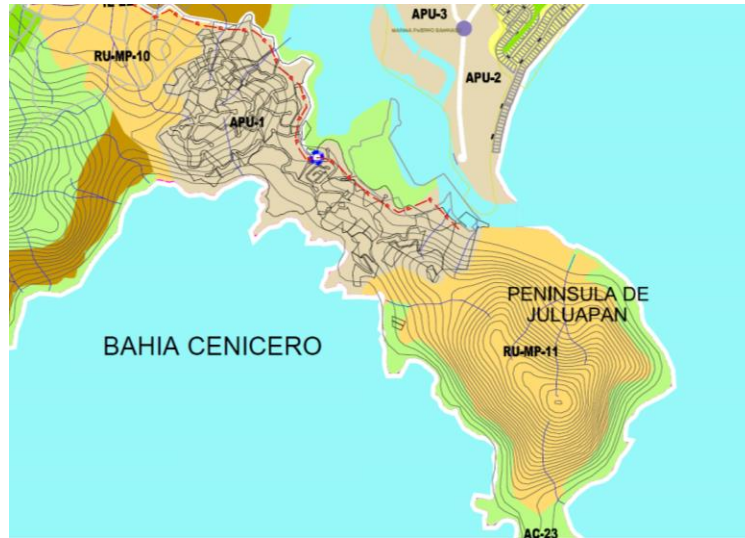 APU-3
RU-MP-10
APU-2
APU-1
PENINSULA DE
JULUAPAN
BAHIA CENICERO
RU-MP-11
AC-23